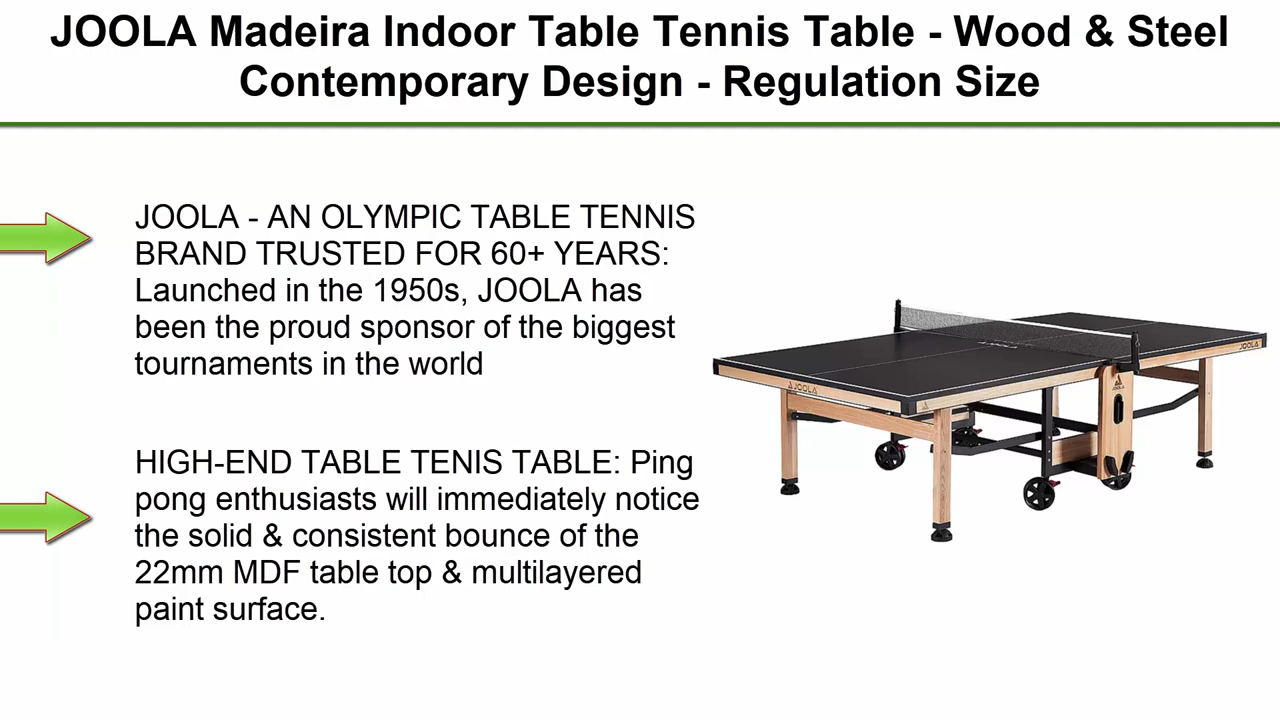 JOOLA Madeira Indoor Table Tennis Table - Wood & Steel
Contemporary Design - Regulation Size
JOOLA - AN OLYMPIC TABLE TENNIS
BRAND TRUSTED FOR 60+ YEARS:
Launched in the 1950s, JOOLA has
been the proud sponsor of the biggest
tournaments in the world
HIGH-END TABLE TENIS TABLE: Ping
pong enthusiasts will immediately notice
the solid & consistent bounce of the
22mm MDF table top & multilayered
paint surface.
JOOLA
JOOLA
JOOLA